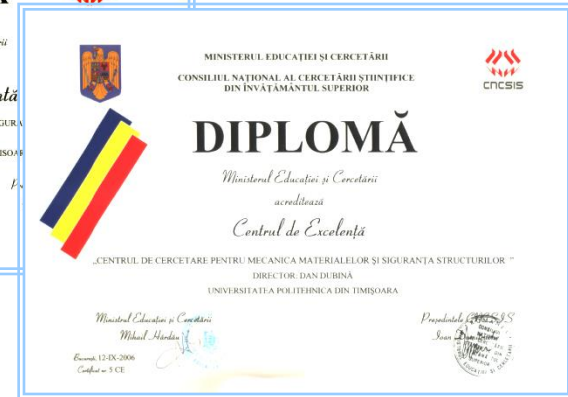 MINISTERUL EDUCAȚIEI ȘI CERCETĂRII
CONSILIUL NAȚIONAL AL CERCETĂRII ȘTIINȚIFICE
DIN ÎNVĂȚĂMÂNTUL SUPERIOR
CNCSIS
DIPLOMĂ
Ministerul Educației și Cercetării
acreditează
Centrul de Excelență
„CENTRUL DE CERCETARE PENTRU MECANICA MATERIALELOR ȘI SIGURANȚA STRUCTURILOR ”
DIRECTOR: DAN DUBINĂ
UNIVERSITATEA POLITEHNICA DIN TIMIȘOARA
Ministrul Educației și Cercetării
Mihail Hărdău
București, 12-IX-2006
Certificat nr. 5 CE
Președintele CNCSIS
Ioan